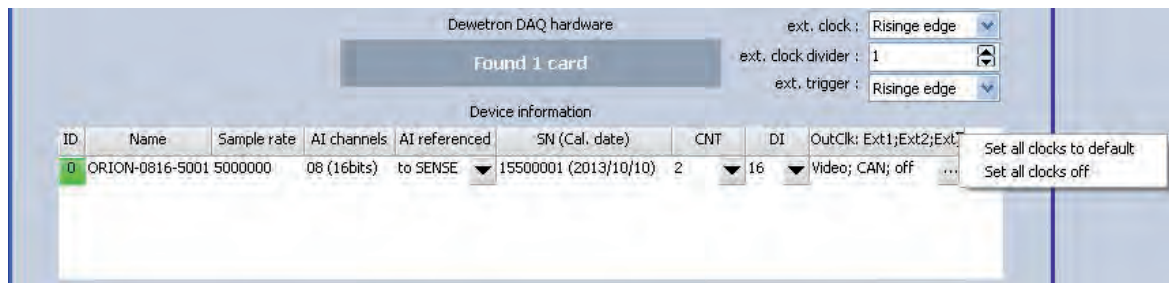 Dewetron DAQ hardware
Found 1 card
ext. clock : Risinge edge
ext. clock divider : 1
ext. trigger : Risinge edge
Device information
ID Name Sample rate AI channels AI referenced SN (Cal. date) CNT DI OutClk: Ext1;Ext2;Ext
0 ORION-0816-5001 5000000 08 (16bits) to SENSE 15500001 (2013/10/10) 2 16 Video; CAN; off ...
Set all clocks to default
Set all clocks off